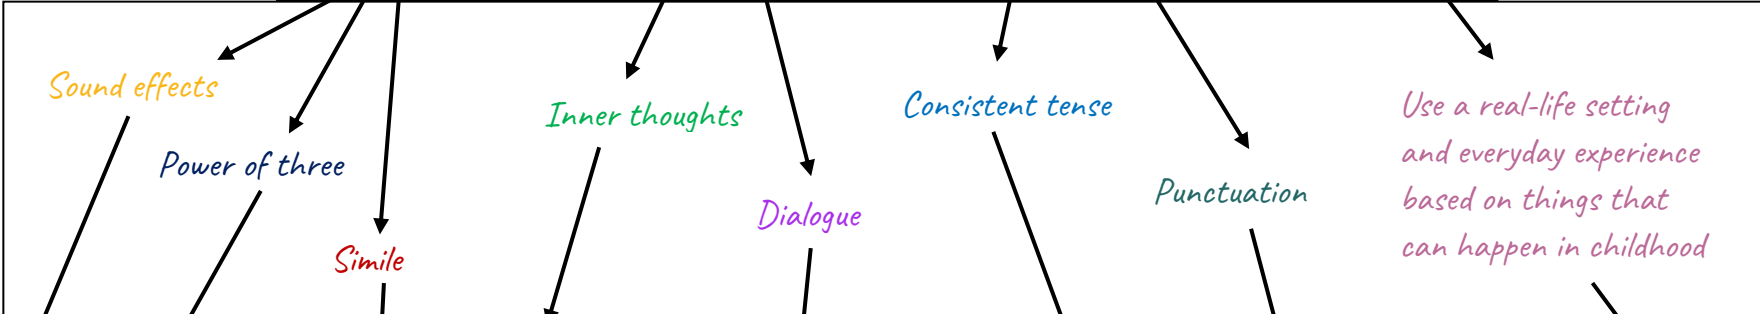 Sound effects
Power of three
Simile
Inner thoughts
Dialogue
Consistent tense
Punctuation
Use a real-life setting
and everyday experience
based on things that
can happen in childhood